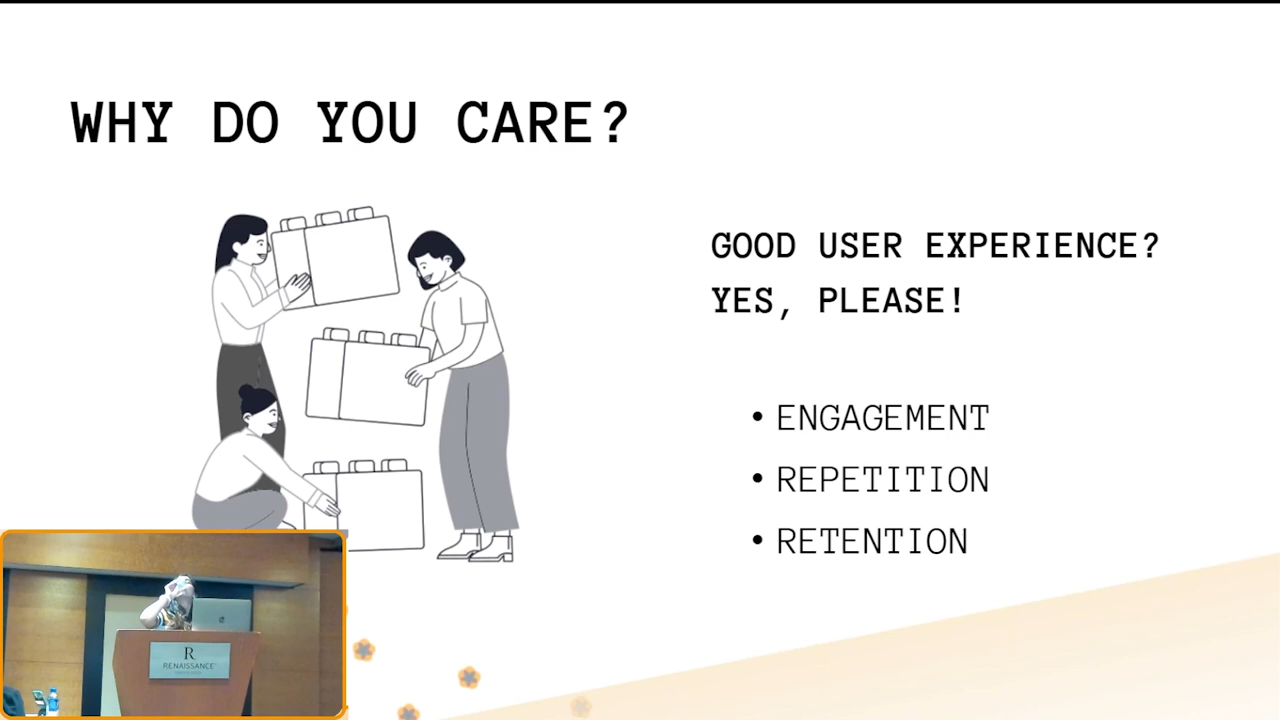 WHY DO YOU CARE?
GOOD USER EXPERIENCE?
YES, PLEASE!
• ENGAGEMENT
• REPETITION
• RETENTION
R
RENAISSANCE